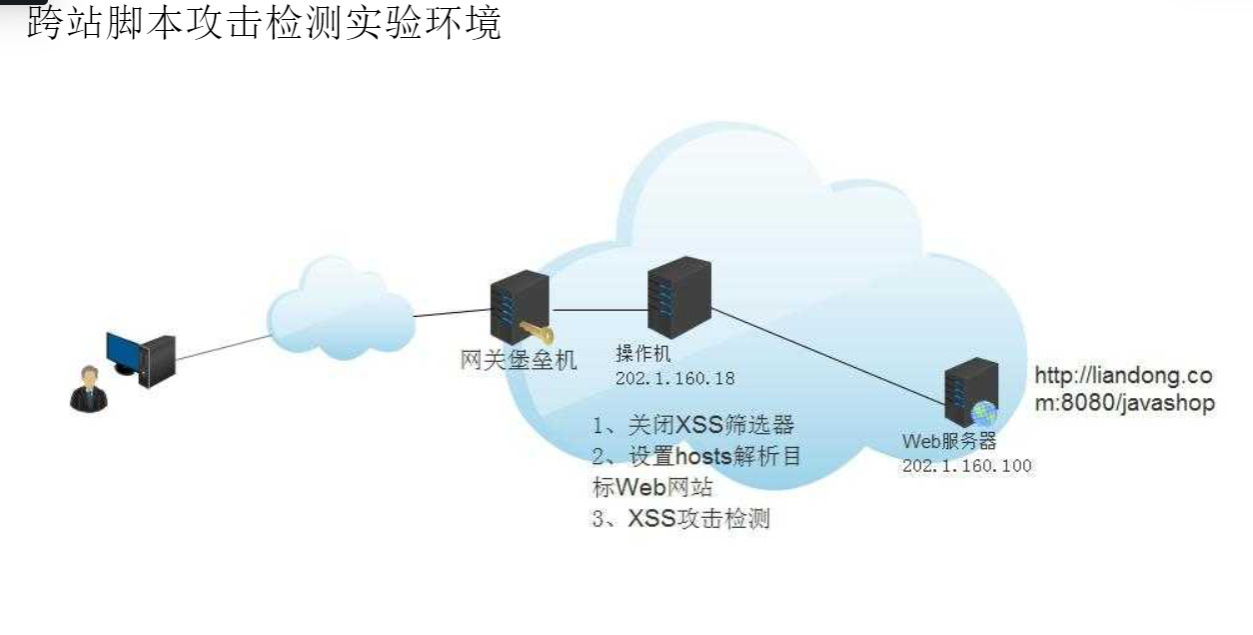 跨站脚本攻击检测实验环境
网关堡垒机
操作机
202.1.160.18
1、关闭XSS筛选器
2、设置hosts解析目
标Web网站
3、XSS攻击检测
Web服务器
202.1.160.100
http://liandong.co
m:8080/javashop